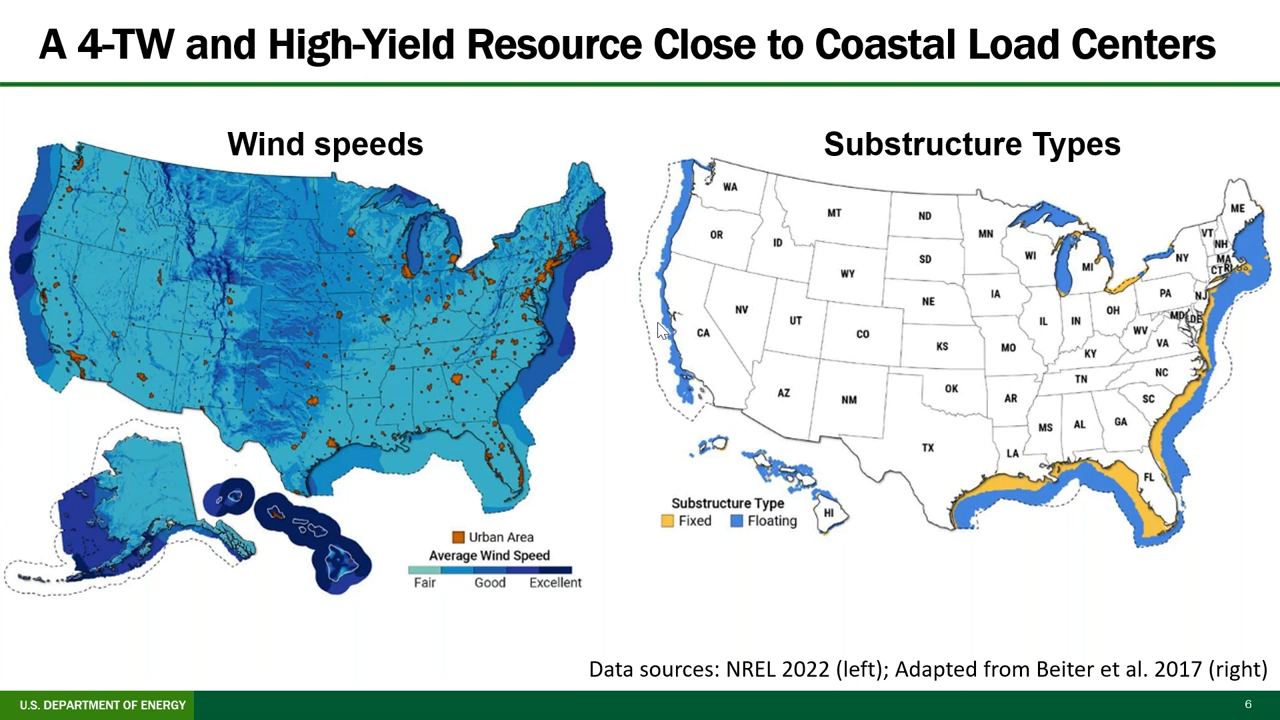 A 4-TW and High-Yield Resource Close to Coastal Load Centers
Wind speeds
Urban Area
Average Wind Speed
Fair Good Excellent
Substructure Types
WA
MT
ND
MN
ME
OR
ID
WY
SD
WI
MI
NY
VT
NH
MA
CT
RI
NV
UT
CO
NE
IA
IL
IN
OH
PA
NJ
MD
DE
CA
KS
MO
KY
WV
VA
AZ
NM
OK
AR
TN
NC
SC
TX
LA
MS
AL
GA
FL
HI
Substructure Type
Fixed Floating
Data sources: NREL 2022 (left); Adapted from Beiter et al. 2017 (right)
U.S. DEPARTMENT OF ENERGY
6